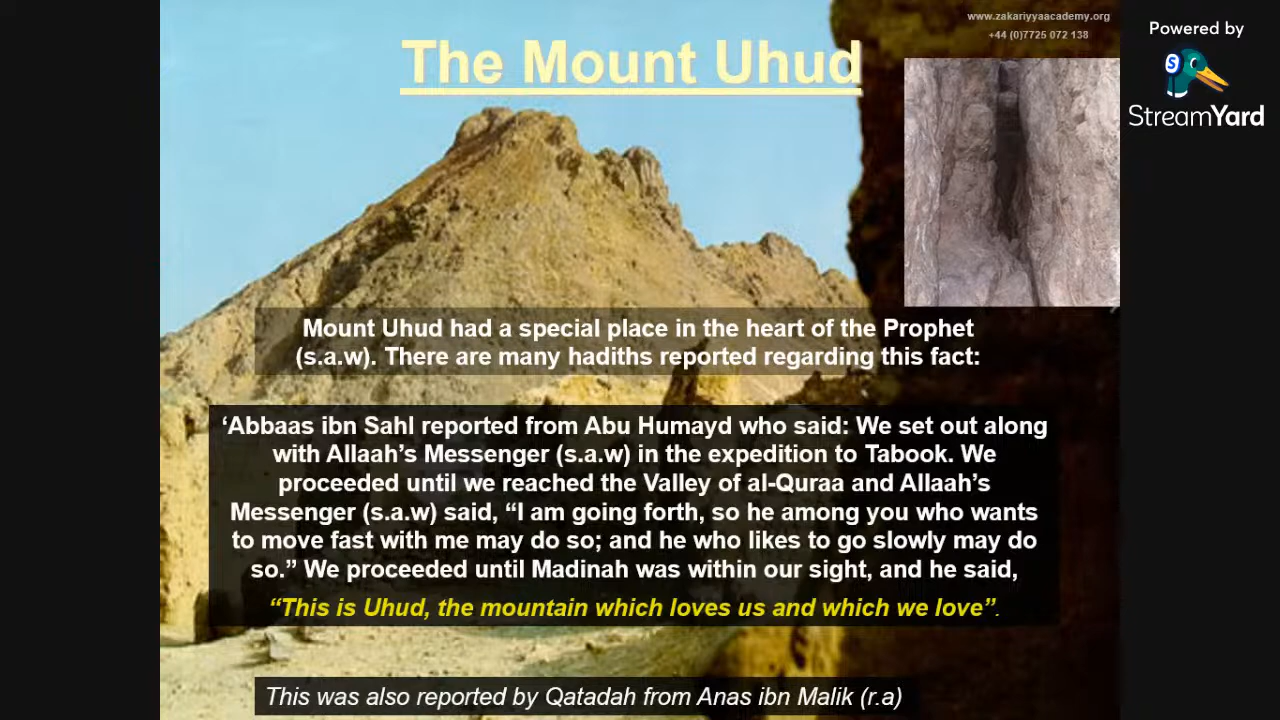 www.zakariyyaacademy.org
+44 (0)7725 072 138
Powered by
S
StreamYard
The Mount Uhud
Mount Uhud had a special place in the heart of the Prophet
(s.a.w). There are many hadiths reported regarding this fact:
‘Abbaas ibn Sahl reported from Abu Humayd who said: We set out along
with Allaah’s Messenger (s.a.w) in the expedition to Tabook. We
proceeded until we reached the Valley of al-Quraa and Allaah’s
Messenger (s.a.w) said, “I am going forth, so he among you who wants
to move fast with me may do so; and he who likes to go slowly may do
so.” We proceeded until Madinah was within our sight, and he said,
“This is Uhud, the mountain which loves us and which we love”.
This was also reported by Qatadah from Anas ibn Malik (r.a)